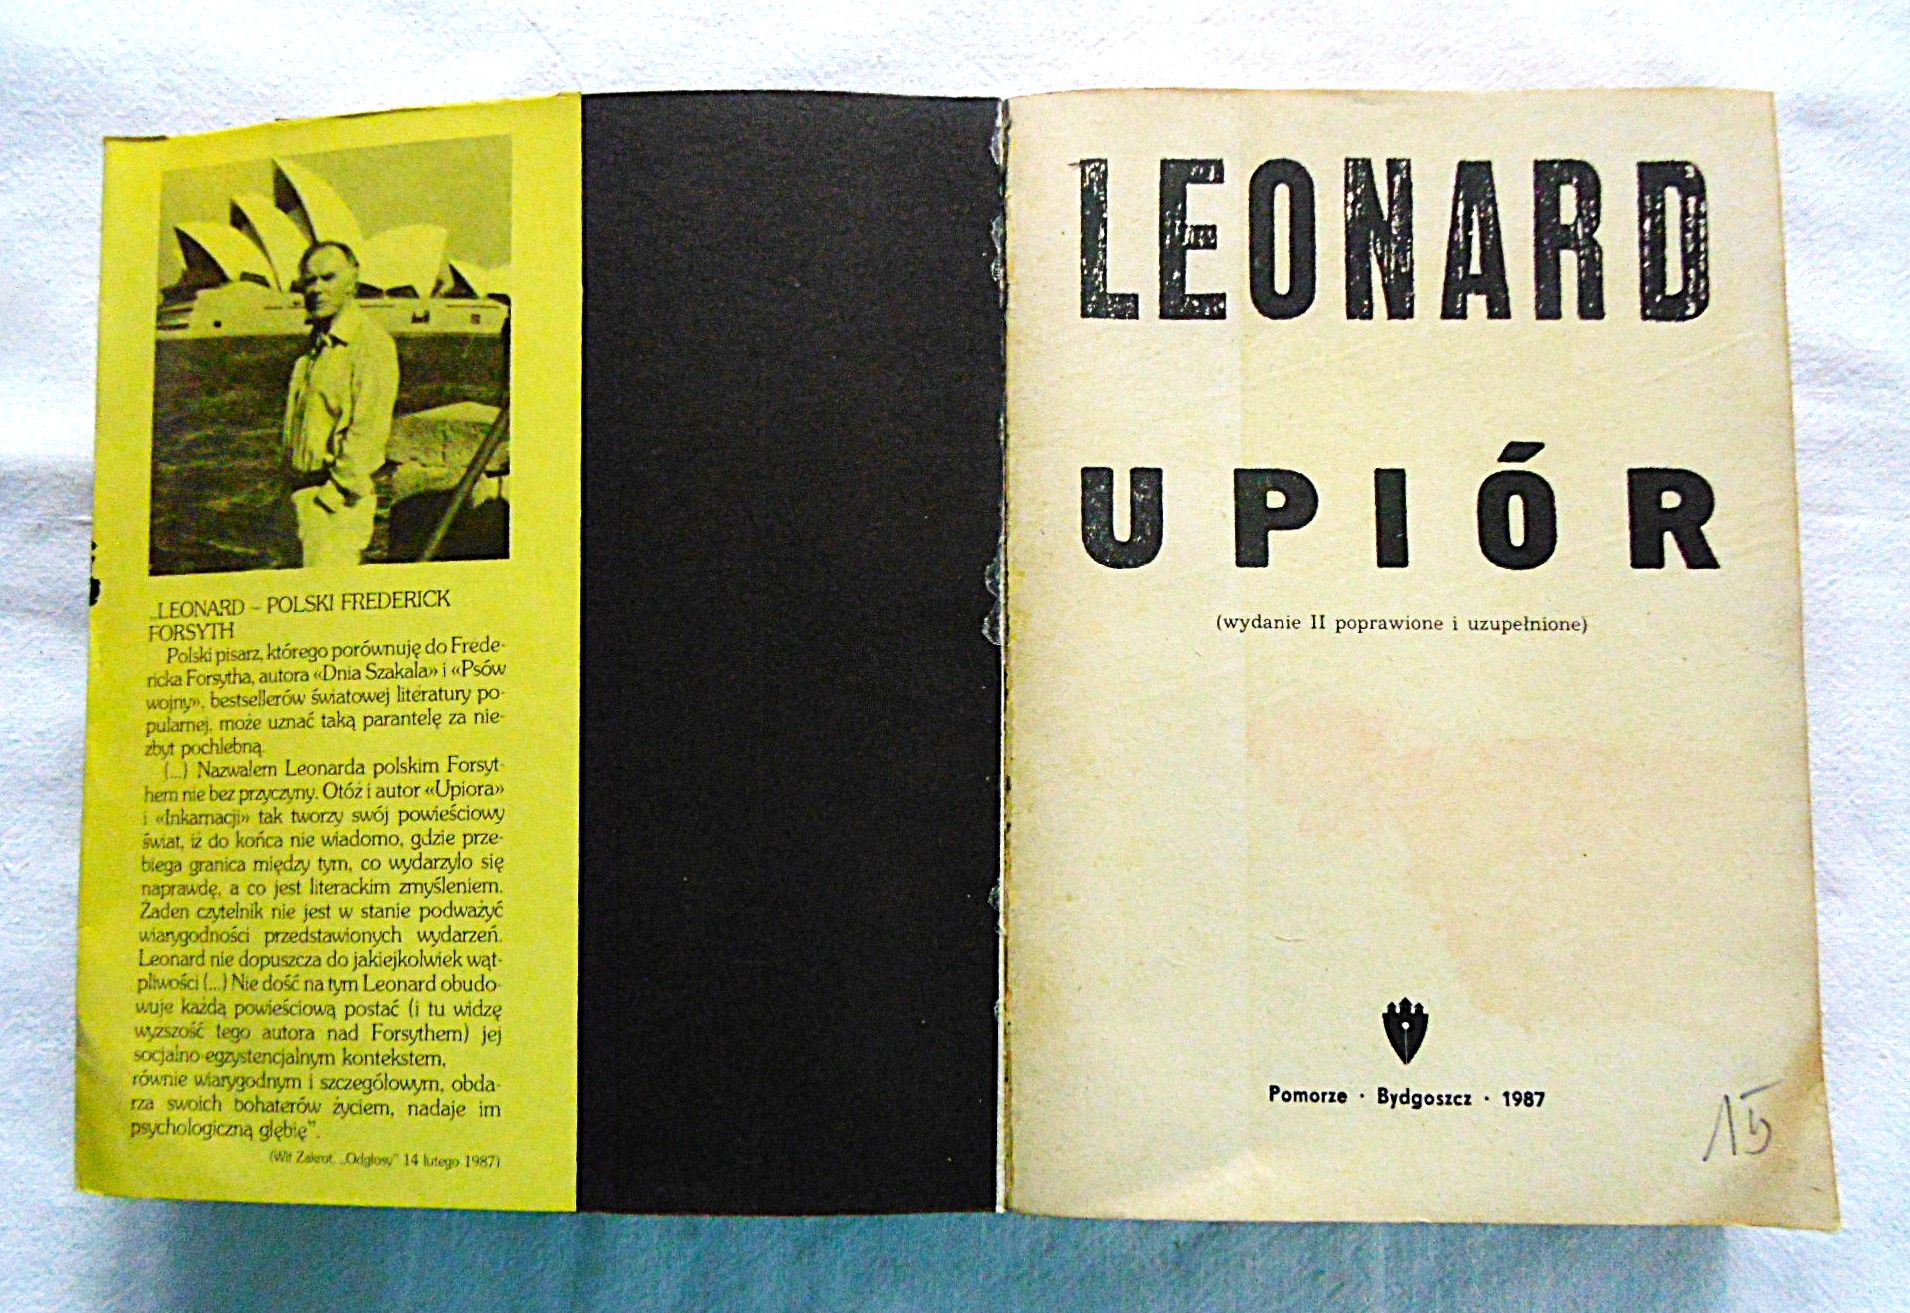 „LEONARD – POLSKI FREDERICK
FORSYTH
Polski pisarz, którego porównuję do Frede-
ricka Forsytha, autora «Dnia Szakala» i «Psów
wojny», bestsellerów światowej literatury po-
pularnej, może uznać taką parantelę za nie-
zbyt pochlebną.
(...) Nazwałem Leonarda polskim Forsyt-
hem nie bez przyczyny. Otóż i autor «Upiora»
i «Inkarnacji» tak tworzy swój powieściowy
świat, iż do końca nie wiadomo, gdzie prze-
biega granica między tym, co wydarzyło się
naprawdę, a co jest literackim zmyśleniem.
Żaden czytelnik nie jest w stanie podważyć
wiarygodności przedstawionych wydarzeń.
Leonard nie dopuszcza do jakiejkolwiek wąt-
pliwości (...) Nie dość na tym Leonard obudo-
wuje każdą powieściową postać (i tu widzę
wyższość tego autora nad Forsythem) jej
socjalno-egzystencjalnym kontekstem,
równie wiarygodnym i szczegółowym, obda-
rza swoich bohaterów życiem, nadaje im
psychologiczną głębię”.
(Wit Zakrot, „Odgłosy” 14 lutego 1987)
LEONARD
UPIÓR
(wydanie II poprawione i uzupełnione)
Pomorze · Bydgoszcz · 1987
15